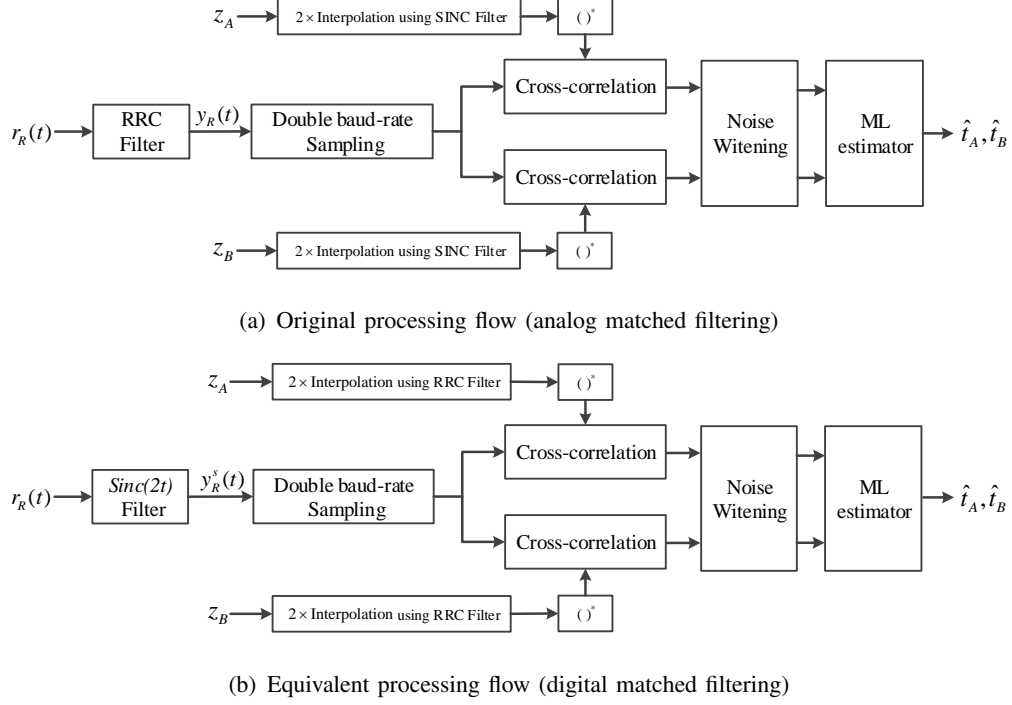 z_A
2 × Interpolation using SINC Filter
( )*
Cross-correlation
r_R(t)
RRC
Filter
y_R(t)
Double baud-rate
Sampling
Noise
Witening
ML
estimator
t̂_A, t̂_B
Cross-correlation
z_B
2 × Interpolation using SINC Filter
( )*
(a) Original processing flow (analog matched filtering)
z_A
2 × Interpolation using RRC Filter
( )*
Cross-correlation
r_R(t)
Sinc(2t)
Filter
y_R^s(t)
Double baud-rate
Sampling
Noise
Witening
ML
estimator
t̂_A, t̂_B
Cross-correlation
z_B
2 × Interpolation using RRC Filter
( )*
(b) Equivalent processing flow (digital matched filtering)